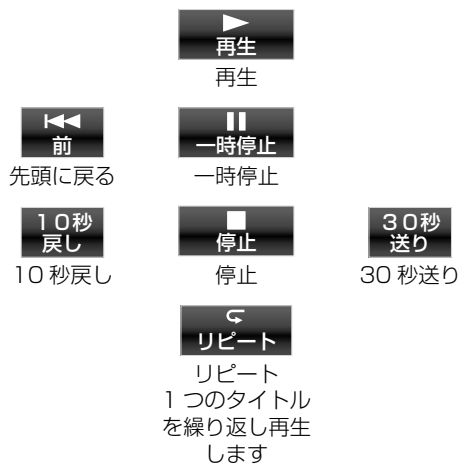 再生
再生
前
一時停止
先頭に戻る
一時停止
10秒
戻し
停止
30秒
送り
10 秒戻し
停止
30 秒送り
リピート
リピート
1 つのタイトル
を繰り返し再生
します